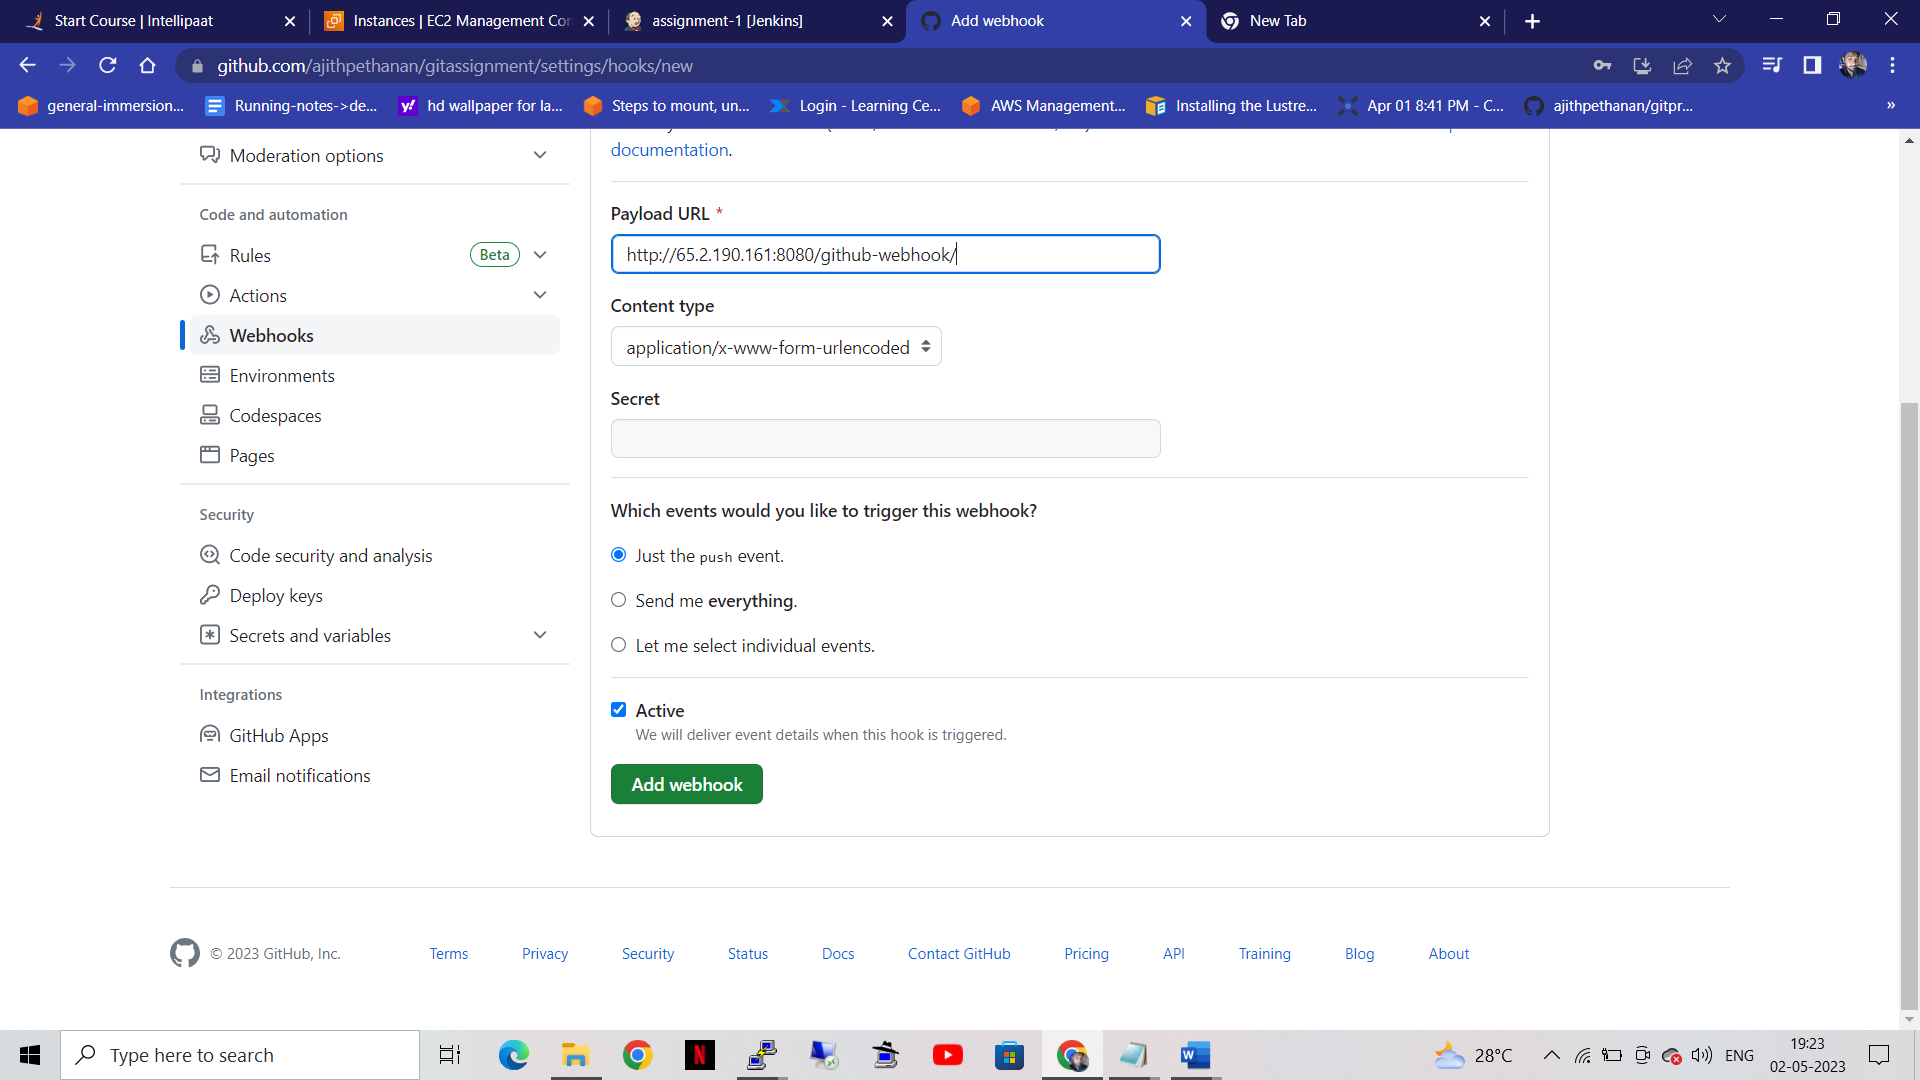 Start Course | Intellipaat
Instances | EC2 Management Con
assignment-1 [Jenkins]
Add webhook
New Tab
github.com/ajithpethanan/gitassignment/settings/hooks/new
general-immersion...
Running-notes->de...
hd wallpaper for la...
Steps to mount, un...
Login - Learning Ce...
AWS Management...
Installing the Lustre...
Apr 01 8:41 PM - C...
ajithpethanan/gitpr...
»
documentation.
Moderation options
Code and automation
Rules
Beta
Actions
Webhooks
Environments
Codespaces
Pages
Security
Code security and analysis
Deploy keys
Secrets and variables
Integrations
GitHub Apps
Email notifications
Payload URL *
http://65.2.190.161:8080/github-webhook/
Content type
application/x-www-form-urlencoded
Secret
Which events would you like to trigger this webhook?
Just the push event.
Send me everything.
Let me select individual events.
Active
We will deliver event details when this hook is triggered.
Add webhook
© 2023 GitHub, Inc.
Terms
Privacy
Security
Status
Docs
Contact GitHub
Pricing
API
Training
Blog
About
Type here to search
28°C
ENG
19:23
02-05-2023